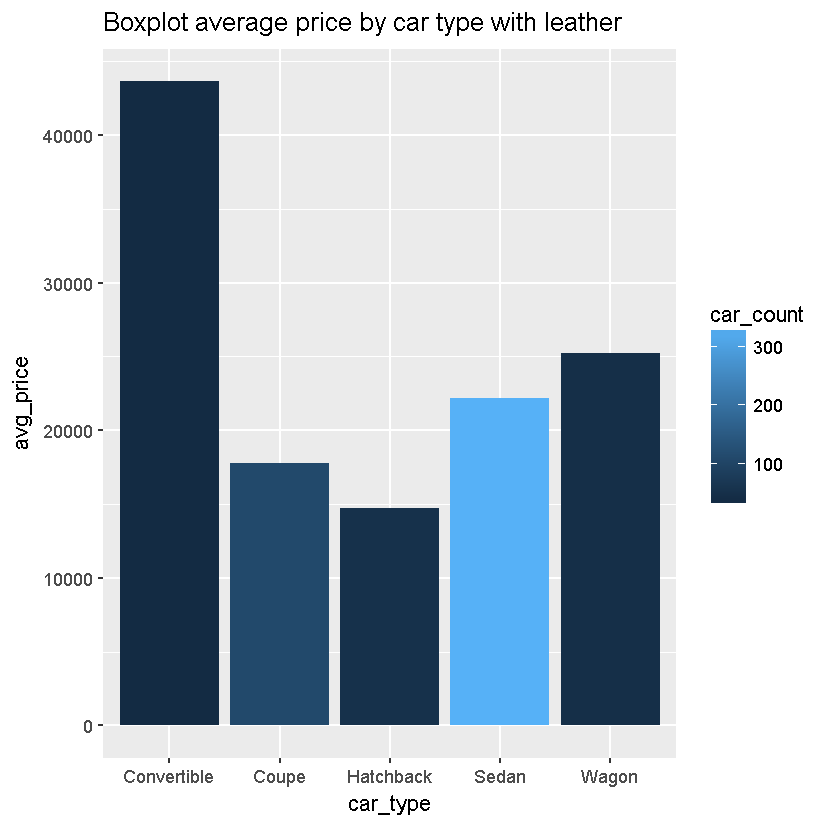 Boxplot average price by car type with leather
avg_price
40000
30000
20000
10000
0
Convertible
Coupe
Hatchback
Sedan
Wagon
car_type
car_count
300
200
100